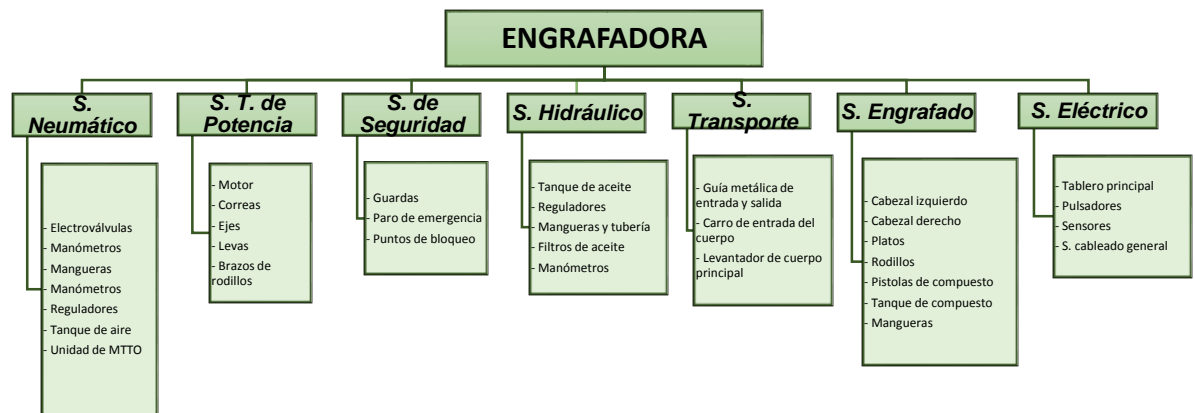 ENGRAFADORA
S.
Neumático
- Electroválvulas
- Manómetros
- Mangueras
- Manómetros
- Reguladores
- Tanque de aire
- Unidad de MTTO
S. T. de
Potencia
- Motor
- Correas
- Ejes
- Levas
- Brazos de
rodillos
S. de
Seguridad
- Guardas
- Paro de emergencia
- Puntos de bloqueo
S. Hidráulico
- Tanque de aceite
- Reguladores
- Mangueras y tubería
- Filtros de aceite
- Manómetros
S.
Transporte
- Guía metálica de
entrada y salida
- Carro de entrada del
cuerpo
- Levantador de cuerpo
principal
S. Engrafado
- Cabezal izquierdo
- Cabezal derecho
- Platos
- Rodillos
- Pistolas de compuesto
- Tanque de compuesto
- Mangueras
S. Eléctrico
- Tablero principal
- Pulsadores
- Sensores
- S. cableado general